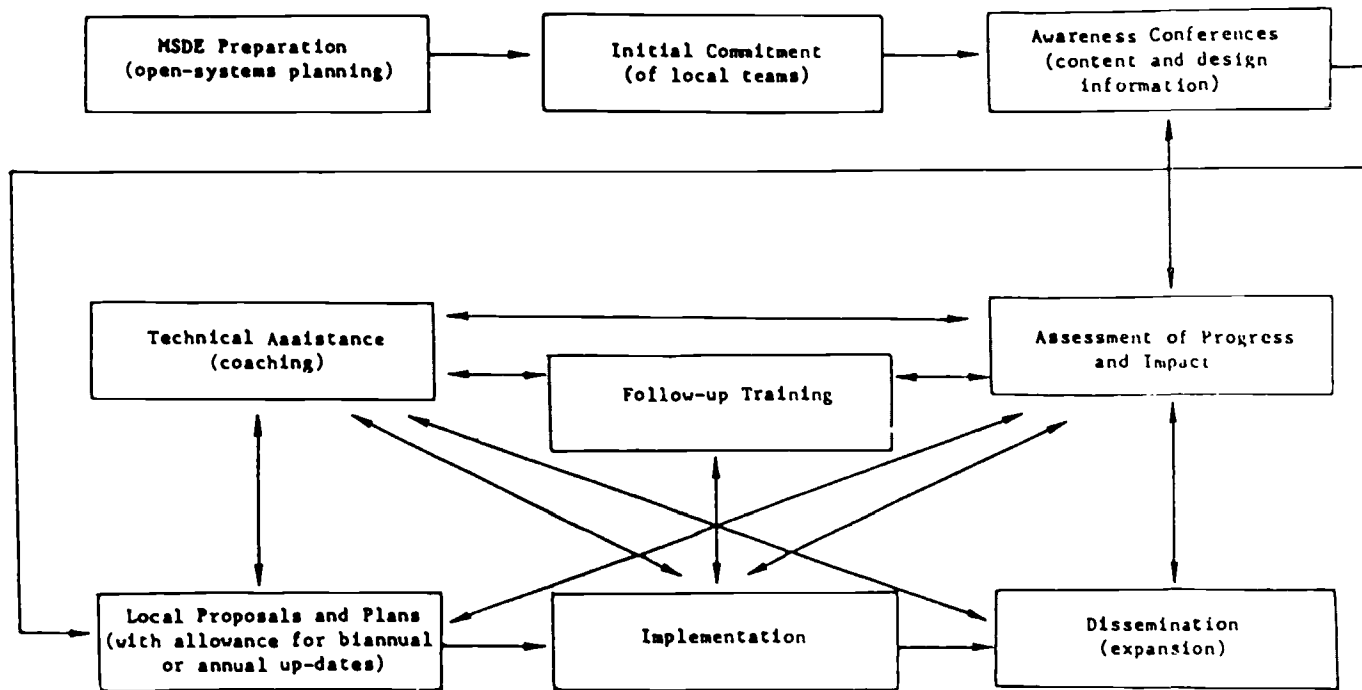 MSDE Preparation
(open-systems planning)
Initial Commitment
(of local teams)
Awareness Conferences
(content and design
information)
Technical Assistance
(coaching)
Follow-up Training
Assessment of Progress
and Impact
Local Proposals and Plans
(with allowance for biannual
or annual up-dates)
Implementation
Dissemination
(expansion)